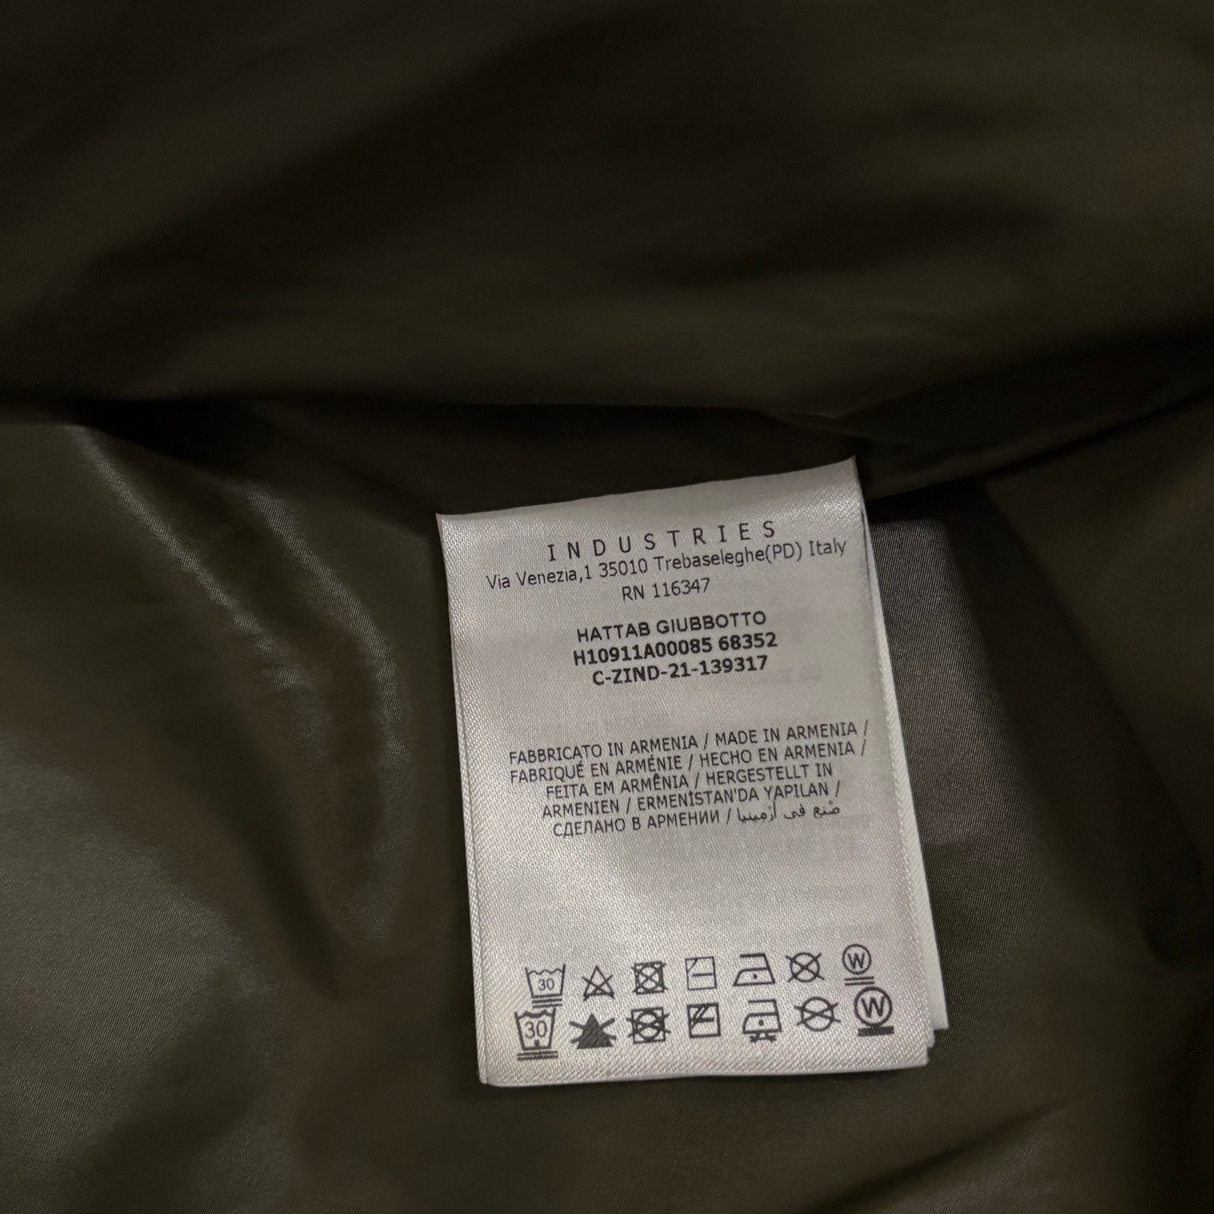 INDUSTRIES
Via Venezia,1 35010 Trebaseleghe(PD) Italy
RN 116347
HATTAB GIUBBOTTO
H10911A00085 68352
C-ZIND-21-139317
FABBRICATO IN ARMENIA / MADE IN ARMENIA /
FABRIQUÉ EN ARMÉNIE / HECHO EN ARMENIA /
FEITA EM ARMÊNIA / HERGESTELLT IN
ARMENIEN / ERMENİSTAN'DA YAPILAN /
СДЕЛАНО В АРМЕНИИ / صنع في أرمينيا
30 W
30 W